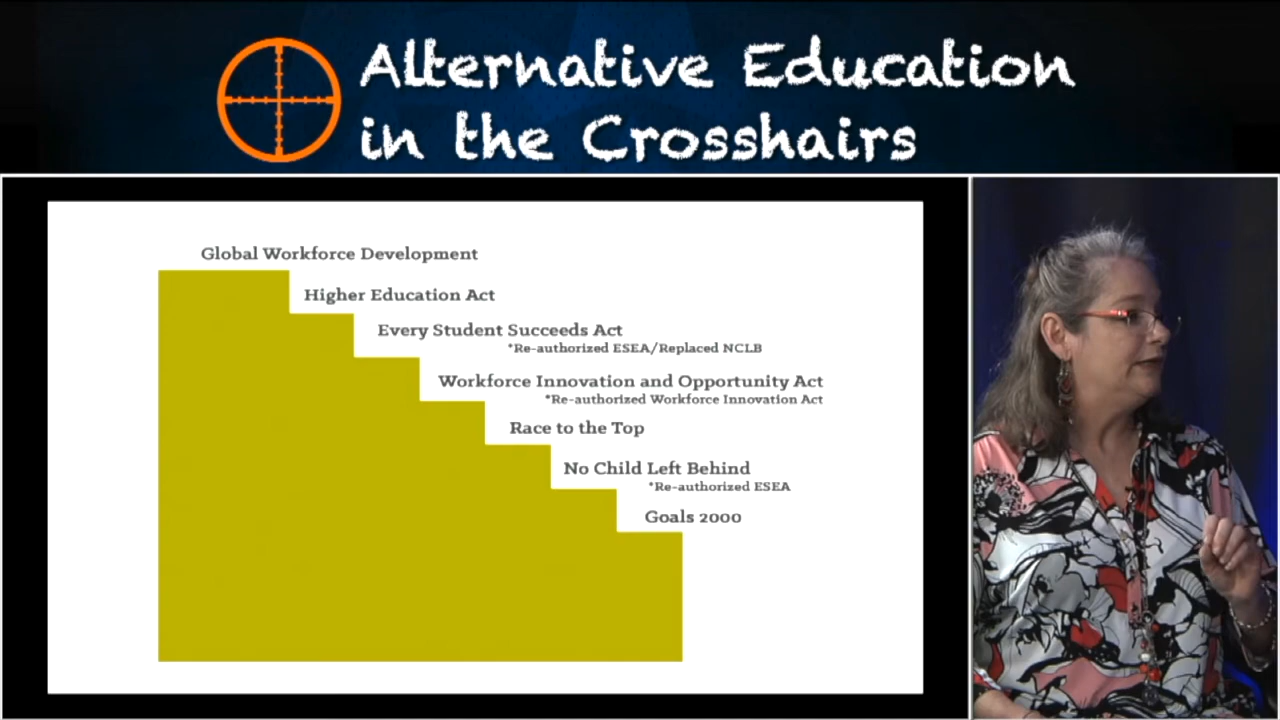 Alternative Education
in the Crosshairs
Global Workforce Development
Higher Education Act
Every Student Succeeds Act
*Re-authorized ESEA/Replaced NCLB
Workforce Innovation and Opportunity Act
*Re-authorized Workforce Innovation Act
Race to the Top
No Child Left Behind
*Re-authorized ESEA
Goals 2000